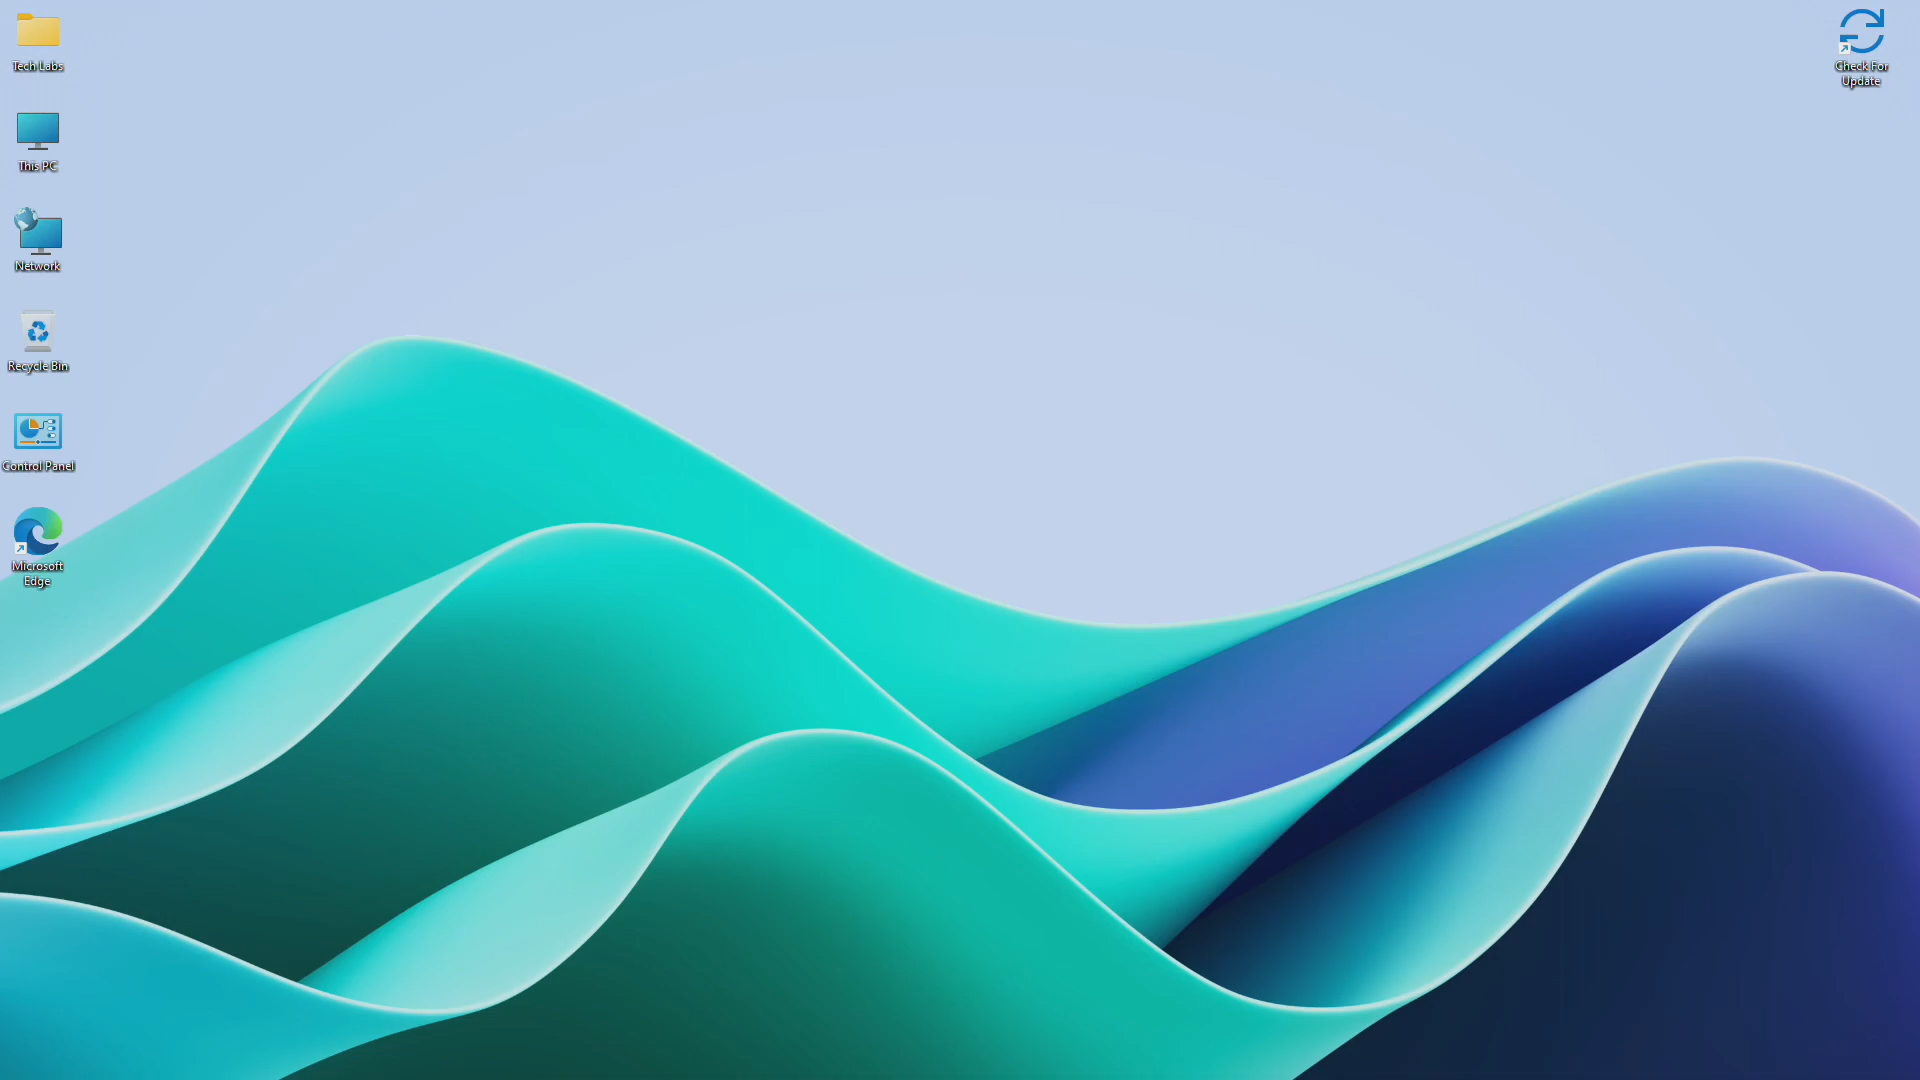 Tech Labs
This PC
Network
Recycle Bin
Control Panel
Microsoft
Edge
Check For
Update